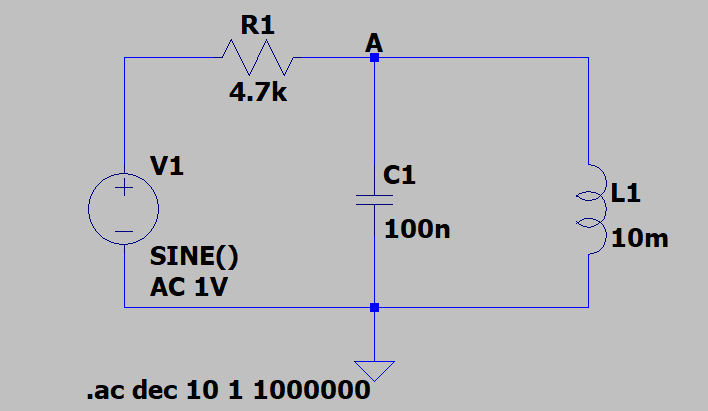 R1
A
4.7k
V1
C1
L1
100n
10m
SINE()
AC 1V
.ac dec 10 1 1000000